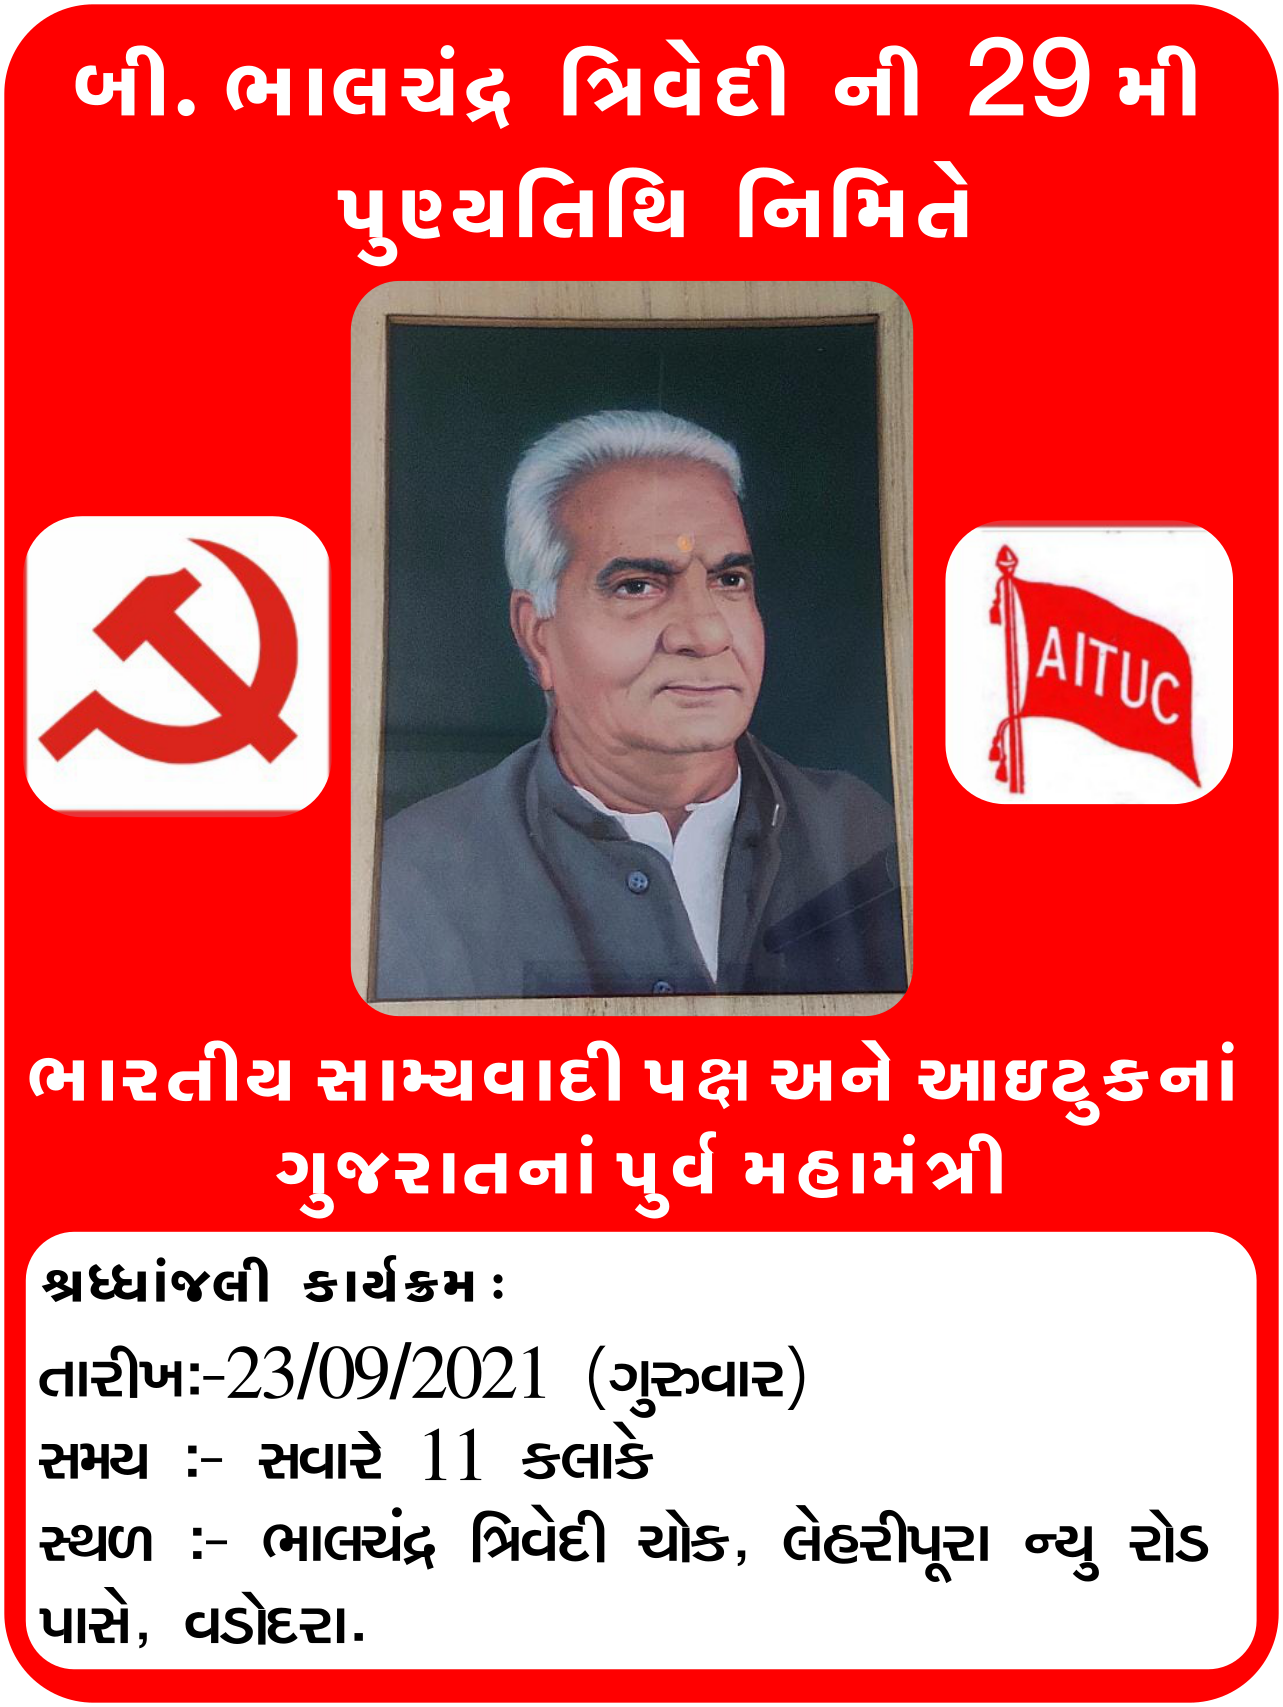 બી. ભાલચંદ્ર ત્રિવેદી ની 29 મી
પુણ્યતિથિ નિમિતે
AITUC
ભારતીય સામ્યવાદી પક્ષ અને આઇટુકનાં
ગુજરાતનાં પુર્વ મહામંત્રી
શ્રધ્ધાંજલી કાર્યક્રમ :
તારીખ:-23/09/2021 (ગુરુવાર)
સમય :- સવારે 11 કલાકે
સ્થળ :- ભાલચંદ્ર ત્રિવેદી ચોક, લેહરીપૂરા ન્યુ રોડ
પાસે, વડોદરા.